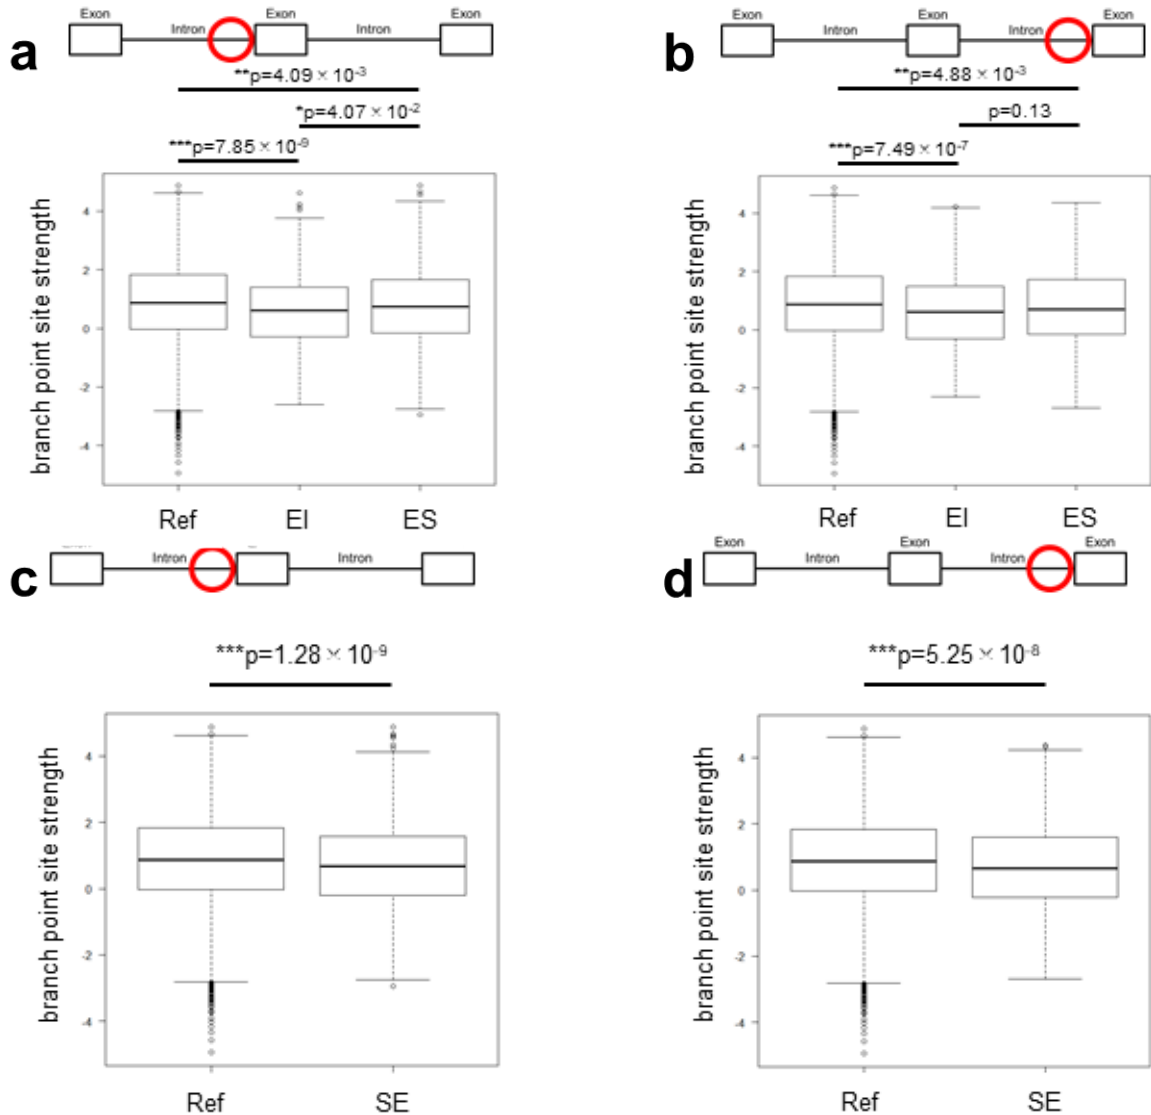 a
Exon Exon Exon
Intron Intron
**p=4.09 × 10-3
*p=4.07 × 10-2
***p=7.85 × 10-9
branch point site strength
4
2
0
-2
-4
Ref EI ES
b
Exon Exon Exon
Intron Intron
**p=4.88 × 10-3
p=0.13
***p=7.49 × 10-7
branch point site strength
4
2
0
-2
-4
Ref EI ES
c
Intron Intron
***p=1.28 × 10-9
branch point site strength
4
2
0
-2
-4
Ref SE
d
Exon Exon Exon
Intron Intron
***p=5.25 × 10-8
branch point site strength
4
2
0
-2
-4
Ref SE